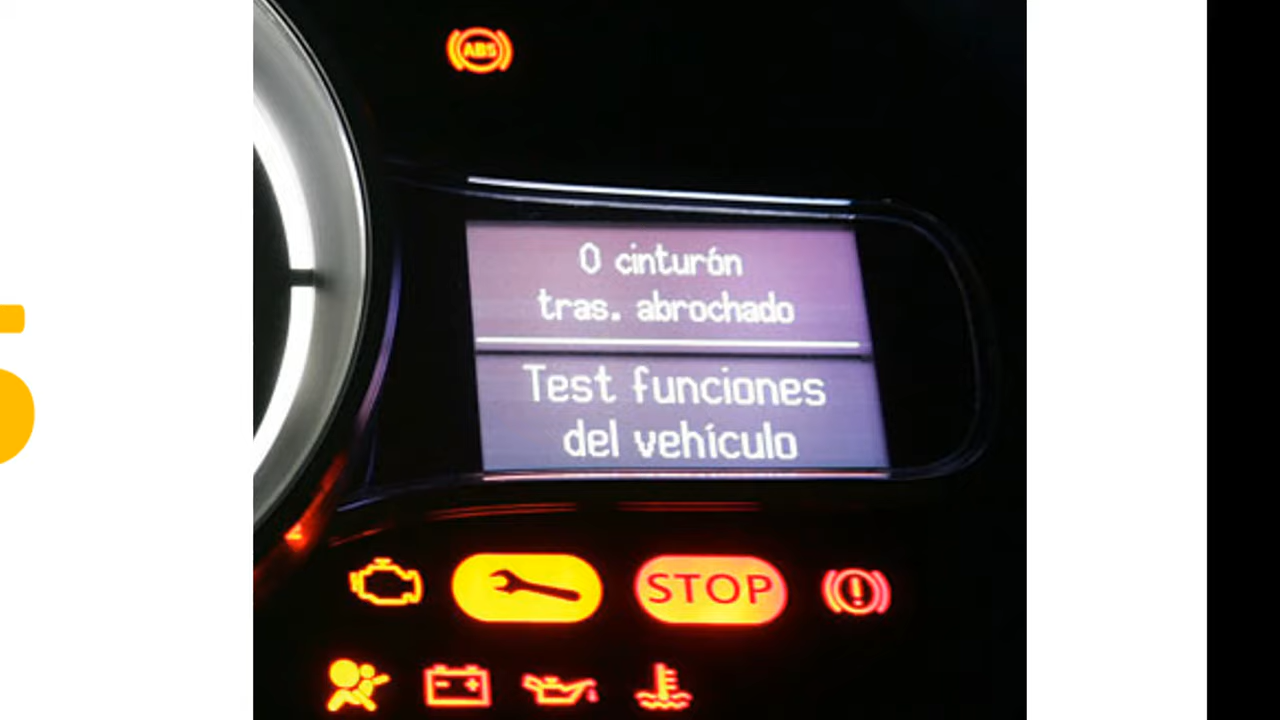 ABS
0 cinturón
tras. abrochado
Test funciones
del vehículo
STOP